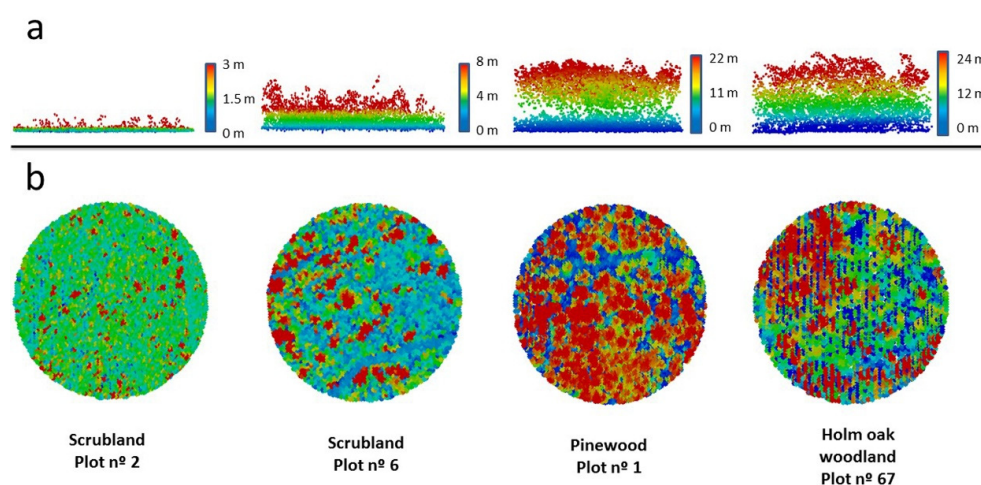 a
3 m
1.5 m
0 m
8 m
4 m
0 m
22 m
11 m
0 m
24 m
12 m
0 m
b
Scrubland
Plot nº 2
Scrubland
Plot nº 6
Pinewood
Plot nº 1
Holm oak
woodland
Plot nº 67